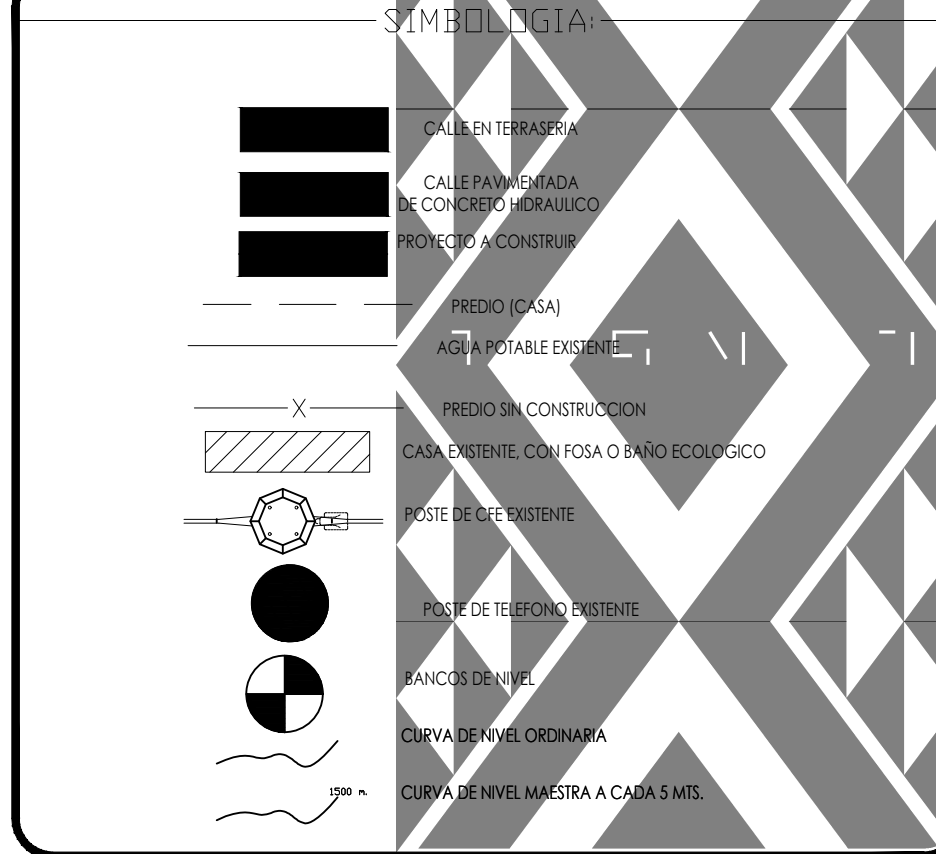 SIMBOLOGIA:
CALLE EN TERRASERIA
CALLE PAVIMENTADA
DE CONCRETO HIDRAULICO
PROYECTO A CONSTRUIR
PREDIO (CASA)
AGUA POTABLE EXISTENTE
X
PREDIO SIN CONSTRUCCION
CASA EXISTENTE, CON FOSA O BAÑO ECOLOGICO
POSTE DE CFE EXISTENTE
POSTE DE TELEFONO EXISTENTE
BANCOS DE NIVEL
CURVA DE NIVEL ORDINARIA
1500 m.
CURVA DE NIVEL MAESTRA A CADA 5 MTS.